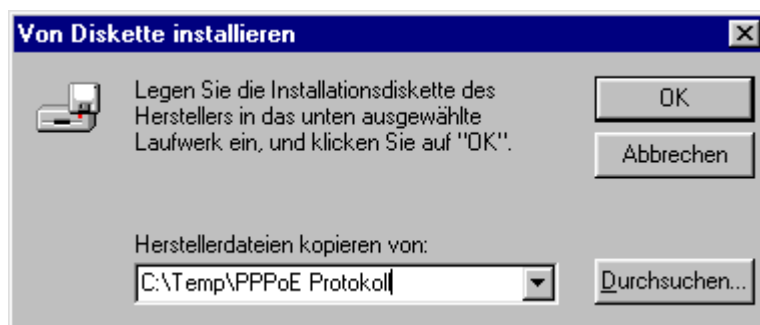 Von Diskette installieren
Legen Sie die Installationsdiskette des
Herstellers in das unten ausgewählte
Laufwerk ein, und klicken Sie auf "OK".
OK
Abbrechen
Herstellerdateien kopieren von:
C:\Temp\PPPoE Protokoll
Durchsuchen...